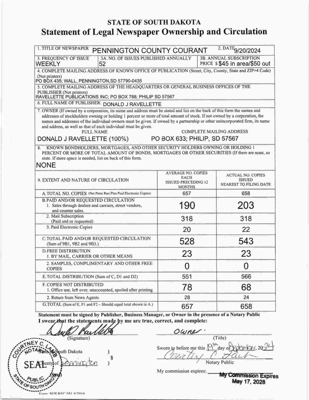 STATE OF SOUTH DAKOTA
Statement of Legal Newspaper Ownership and Circulation
1. TITLE OF NEWSPAPER PENNINGTON COUNTY COURANT 2. DATE 9/20/2024
3. FREQUENCY OF ISSUE WEEKLY
3A. NO. OF ISSUES PUBLISHED ANNUALLY 52
3B. ANNUAL SUBSCRIPTION PRICE $ $45 in area/$50 out
4. COMPLETE MAILING ADDRESS OF KNOWN OFFICE OF PUBLICATION (Street, City, County, State and ZIP+4 Code)
(Not printers)
PO BOX 435; WALL, PENNINGTON, SD 57790-0435
5. COMPLETE MAILING ADDRESS OF THE HEADQUARTERS OF GENERAL BUSINESS OFFICES OF THE
PUBLISHER (Not printers)
RAVELLETTE PUBLICATIONS INC; PO BOX 788; PHILIP SD 57567
6. FULL NAME OF PUBLISHER: DONALD J RAVELLETTE
7. OWNER (If owned by a corporation, its name and address must be stated and list on the back of this form the names and
addresses of stockholders owning or holding 1 percent or more of total amount of stock. If not owned by a corporation, the
names and addresses of the individual owners must be given. If owned by a partnership or other unincorporated firm, its name
and address, as well as that of each individual must be given.
FULL NAME COMPLETE MAILING ADDRESS
DONALD J RAVELLETTE (100%) PO BOX 633; PHILIP, SD 57567
8. KNOWN BONDHOLDERS, MORTGAGES, AND OTHER SECURITY HOLDERS OWNING OR HOLDING 1
PERCENT OR MORE OF TOTAL AMOUNT OF BONDS, MORTGAGES OR OTHER SECURITIES (If there are none, so
state. If more space is needed, list on back of this form.
NONE
9. EXTENT AND NATURE OF CIRCULATION
AVERAGE NO. COPIES EACH ISSUED PRECEDING 12 MONTHS
ACTUAL NO. COPIES ISSUED NEAREST TO FILING DATE
A. TOTAL NO. COPIES 657 658
B. PAID AND/OR REQUESTED CIRCULATION
1. Sales through dealers and carriers, street vendors, and counter sales. 190 203
2. Mail Subscription (Paid and/or requested) 318 318
3. Paid Electronic Copies 20 22
C. TOTAL PAID AND/OR REQUESTED CIRCULATION
(Sum of 9B1, 9B2 and 9B3.) 528 543
D. FREE DISTRIBUTION
1. BY MAIL, CARRIER OR OTHER MEANS 23 23
2. SAMPLES, COMPLIMENTARY AND OTHER FREE COPIES 0 0
E. TOTAL DISTRIBUTION (Sum of C, D1 and D2) 551 566
F. COPIES NOT DISTRIBUTED
1. Office use, left over, unaccounted, spoiled after printing 78 68
2. Return from News Agents 28 24
G. TOTAL (Sum of E, F1 and F2 – Should equal total shown in A.) 657 658
Statement must be signed by Publisher, Business Manager, or Owner in the presence of a Notary Public
I swear that the statements made by me are true, correct, and complete:
Owner
(Signature) (Title)
South Dakota
Pennington
Sworn to before me this day of September, 2024
Notary Public
My commission expires: My Commission Expires
May 17, 2028
COURTNEY C. LAMB
NOTARY PUBLIC
SEAL
STATE OF SOUTH DAKOTA